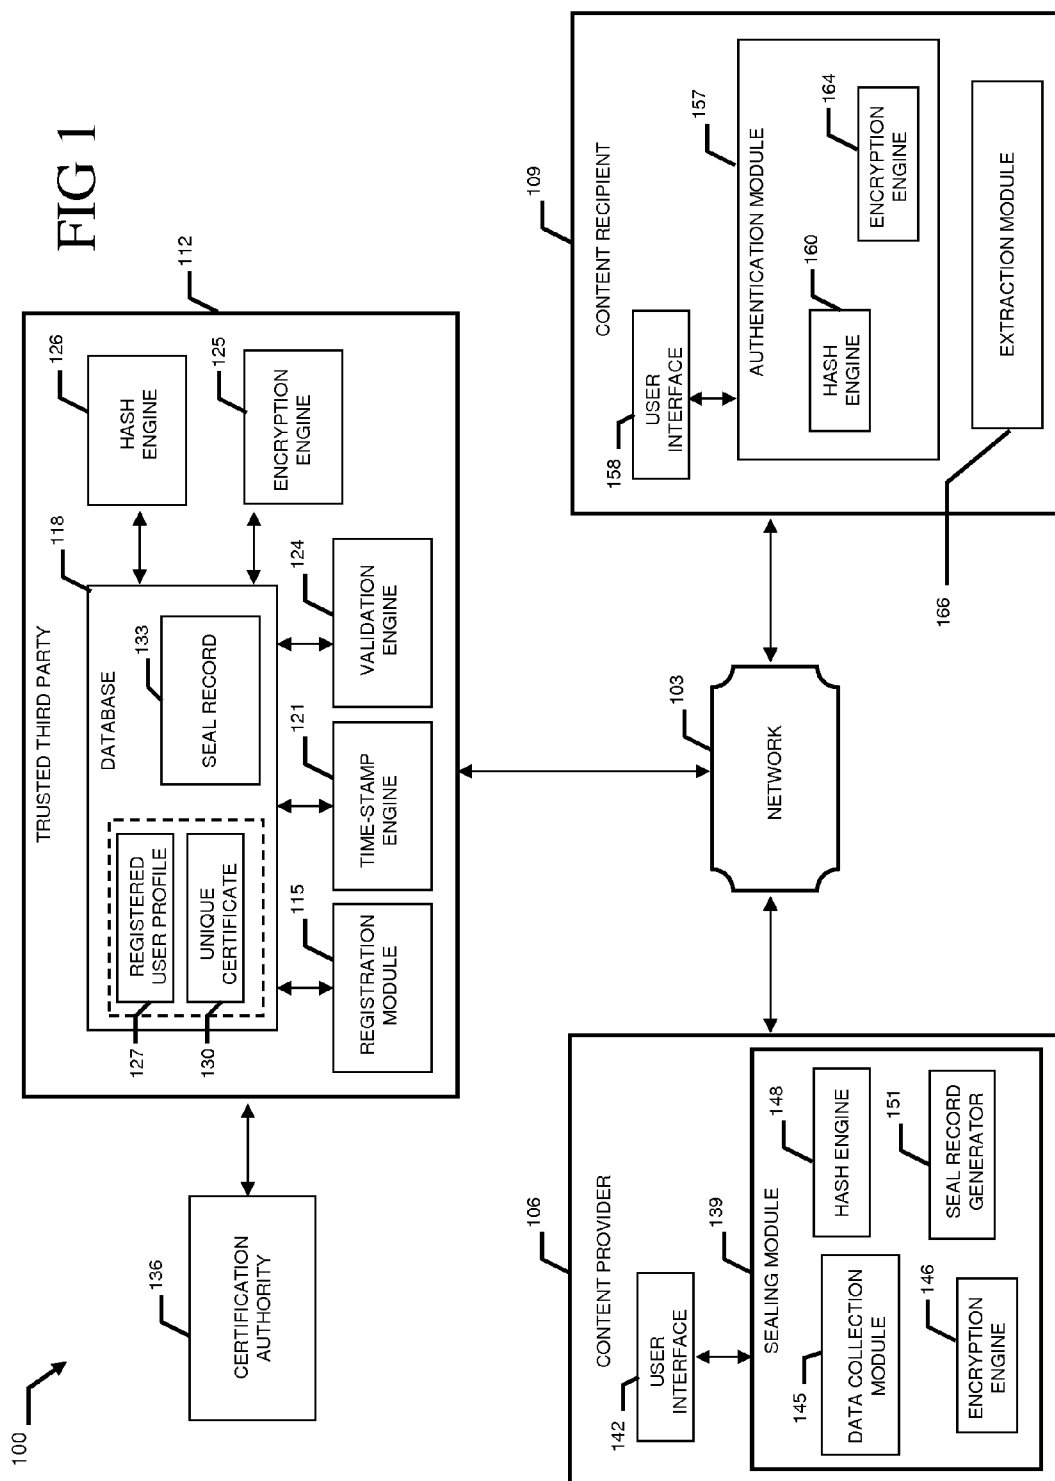 FIG 1
100
136
CERTIFICATION
AUTHORITY
112
TRUSTED THIRD PARTY
118
DATABASE
127
REGISTERED
USER PROFILE
130
UNIQUE
CERTIFICATE
133
SEAL RECORD
126
HASH
ENGINE
125
ENCRYPTION
ENGINE
115
REGISTRATION
MODULE
121
TIME-STAMP
ENGINE
124
VALIDATION
ENGINE
103
NETWORK
106
CONTENT PROVIDER
142
USER
INTERFACE
139
SEALING MODULE
145
DATA COLLECTION
MODULE
148
HASH ENGINE
146
ENCRYPTION
ENGINE
151
SEAL RECORD
GENERATOR
109
CONTENT RECIPIENT
158
USER
INTERFACE
157
AUTHENTICATION MODULE
160
HASH
ENGINE
164
ENCRYPTION
ENGINE
166
EXTRACTION MODULE